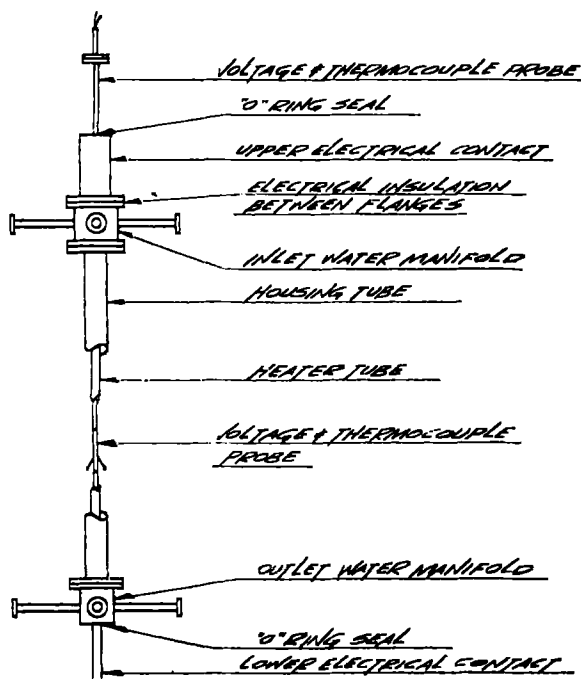 VOLTAGE & THERMOCOUPLE PROBE
"O" RING SEAL
UPPER ELECTRICAL CONTACT
ELECTRICAL INSULATION
BETWEEN FLANGES
INLET WATER MANIFOLD
HOUSING TUBE
HEATER TUBE
VOLTAGE & THERMOCOUPLE
PROBE
OUTLET WATER MANIFOLD
"O" RING SEAL
LOWER ELECTRICAL CONTACT